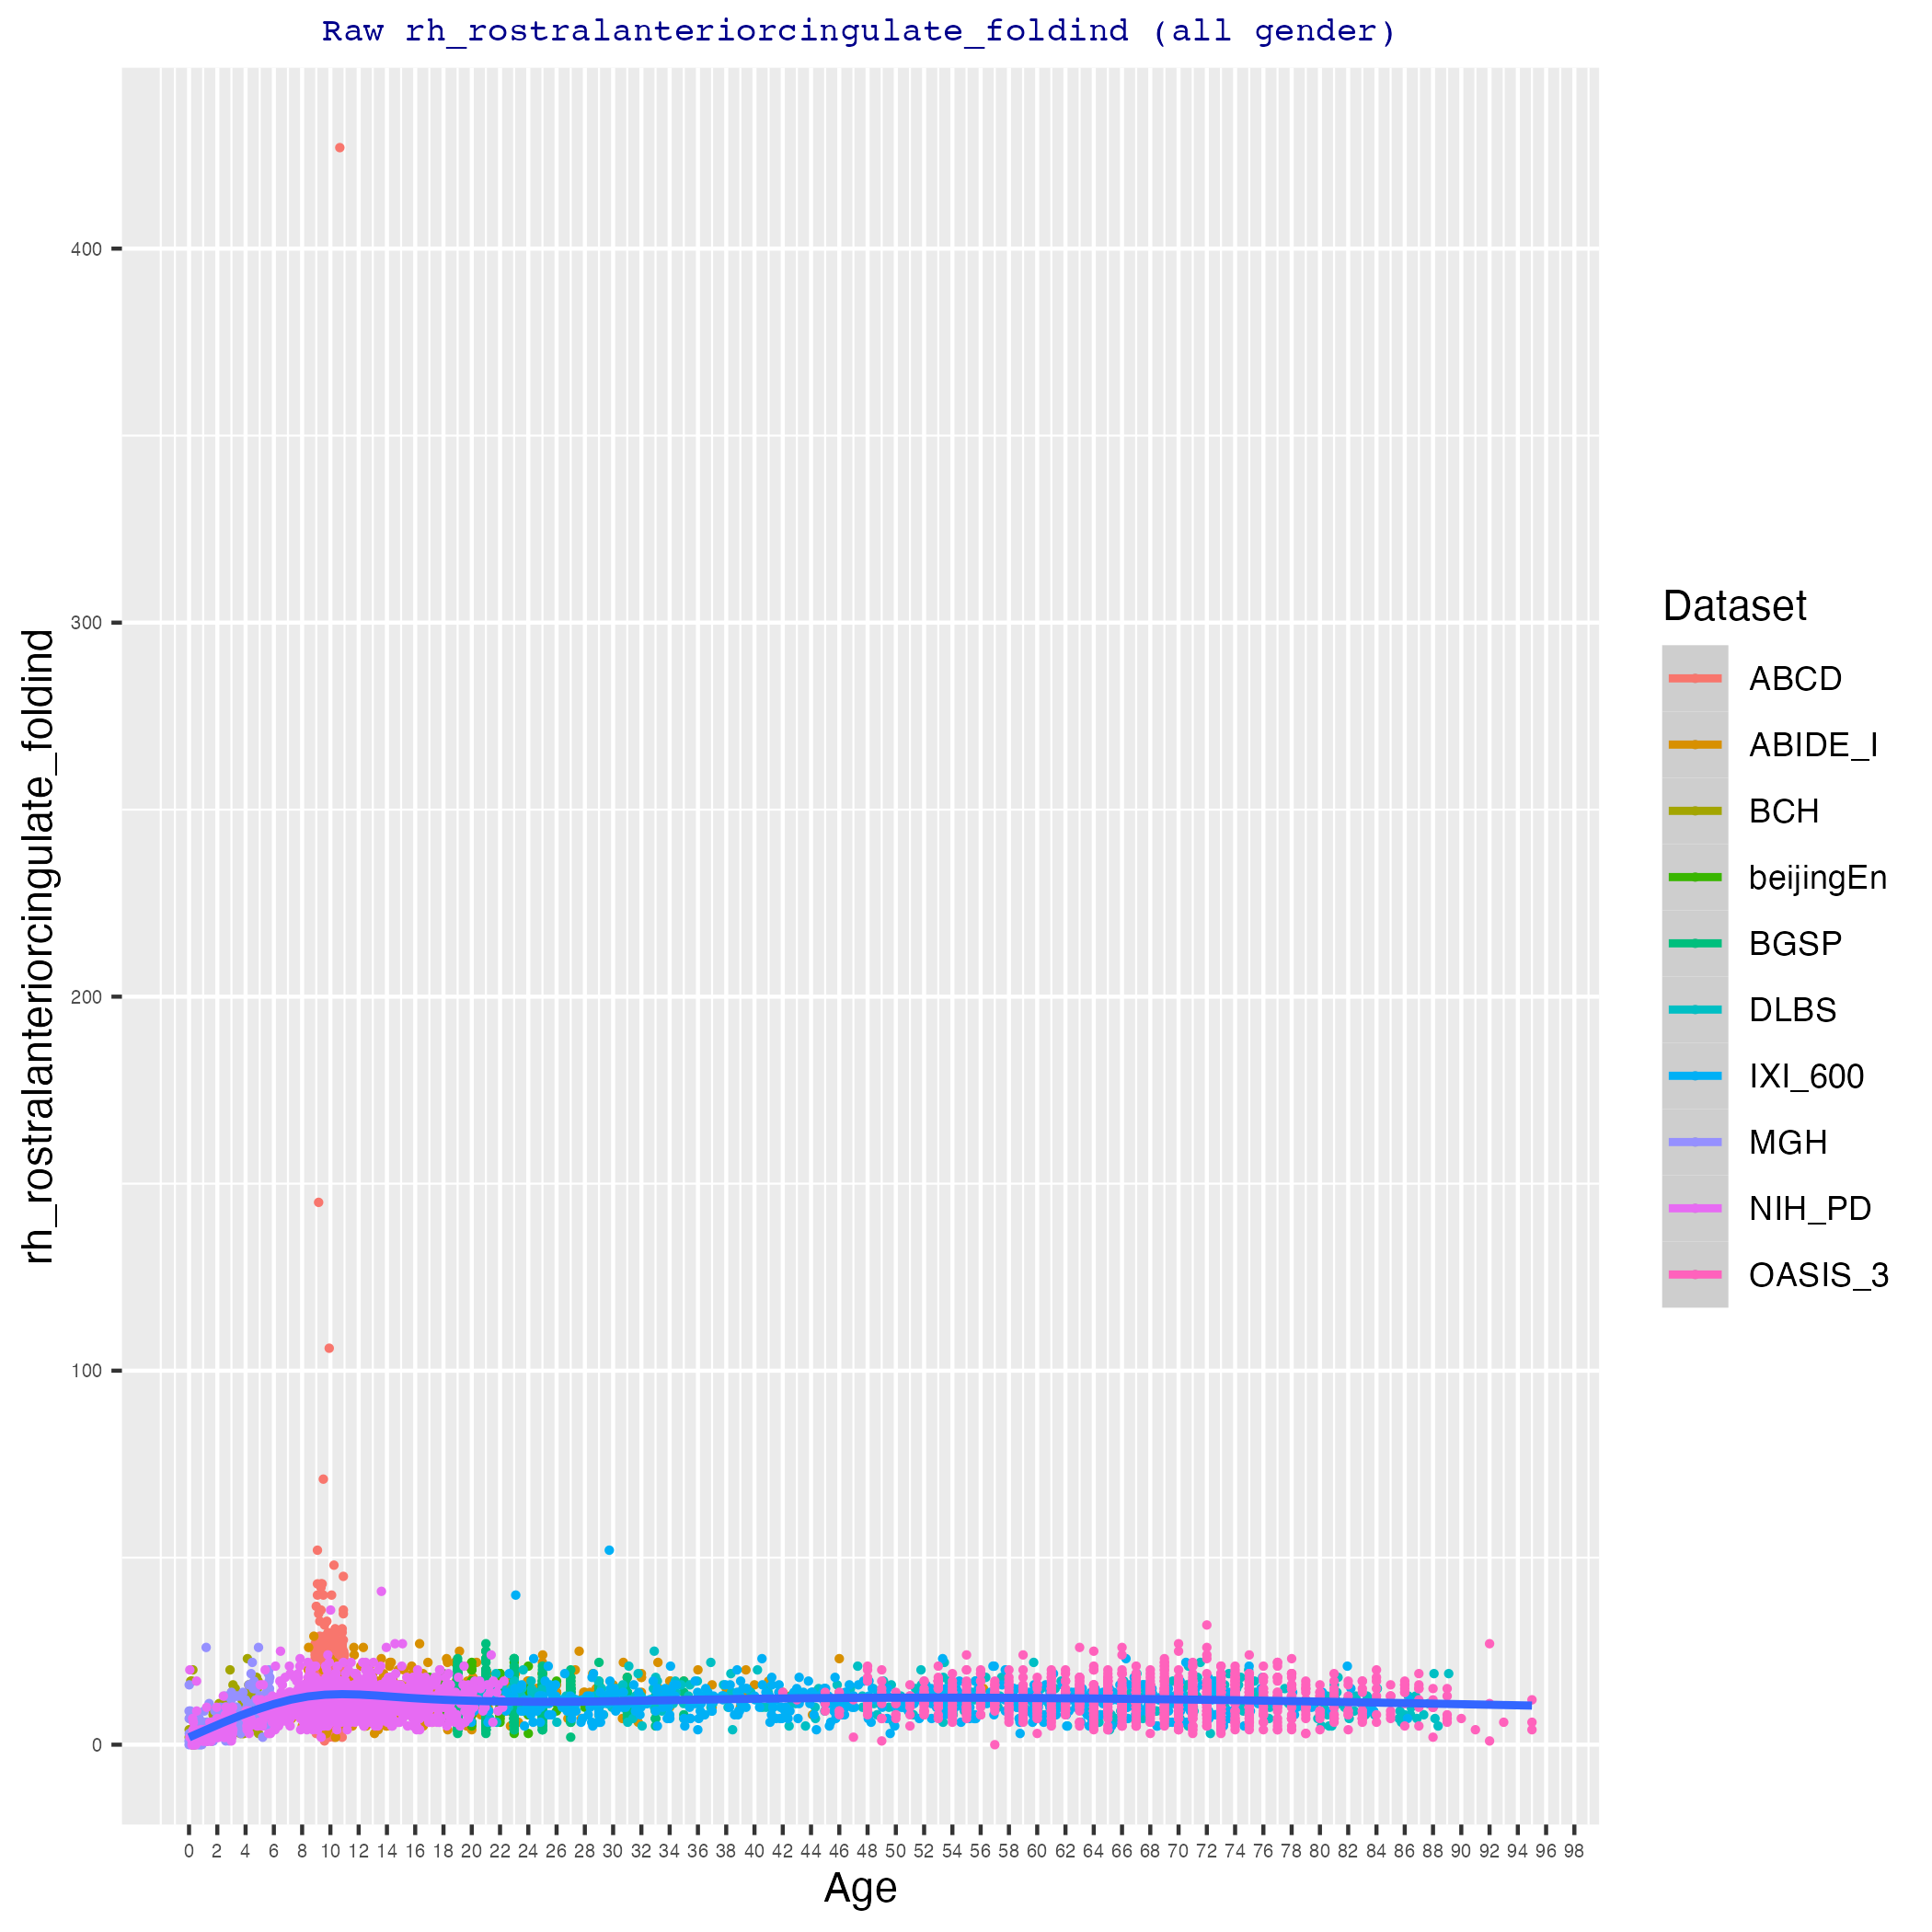 Raw rh_rostralanteriorcingulate_foldind (all gender)
rh_rostralanteriorcingulate_foldind
400
300
200
100
0
0 2 4 6 8 10 12 14 16 18 20 22 24 26 28 30 32 34 36 38 40 42 44 46 48 50 52 54 56 58 60 62 64 66 68 70 72 74 76 78 80 82 84 86 88 90 92 94 96 98
Age
Dataset
ABCD
ABIDE_I
BCH
beijingEn
BGSP
DLBS
IXI_600
MGH
NIH_PD
OASIS_3